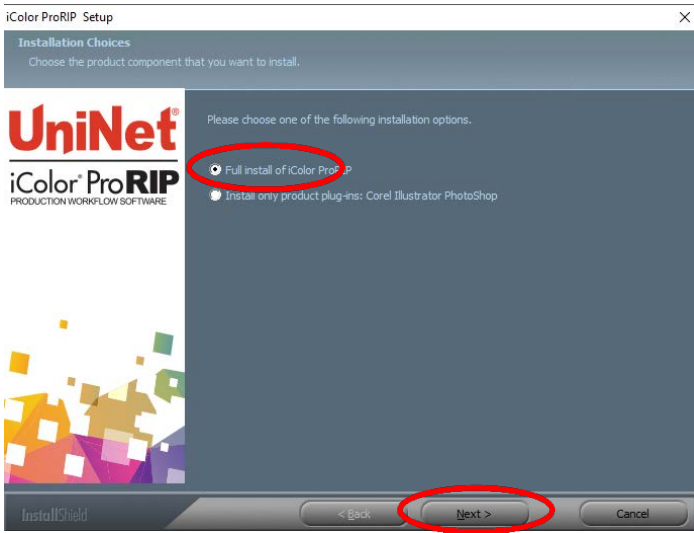 iColor ProRIP Setup
Installation Choices
Choose the product component that you want to install.
UniNet®
iColor® ProRIP
PRODUCTION WORKFLOW SOFTWARE
Please choose one of the following installation options.
Full install of iColor ProRIP
Install only product plug-ins: Corel Illustrator PhotoShop
InstallShield
< Back
Next >
Cancel